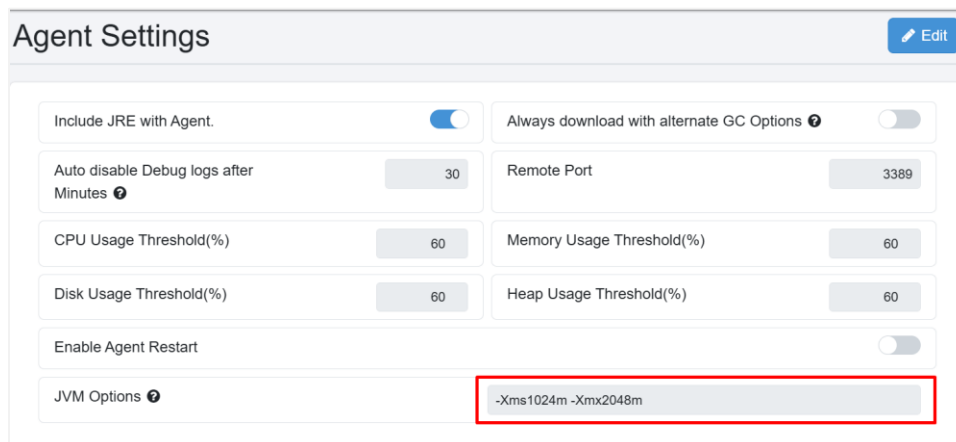 Agent Settings
Edit
Include JRE with Agent.
Always download with alternate GC Options
Auto disable Debug logs after
Minutes
30
Remote Port
3389
CPU Usage Threshold(%)
60
Memory Usage Threshold(%)
60
Disk Usage Threshold(%)
60
Heap Usage Threshold(%)
60
Enable Agent Restart
JVM Options
-Xms1024m -Xmx2048m